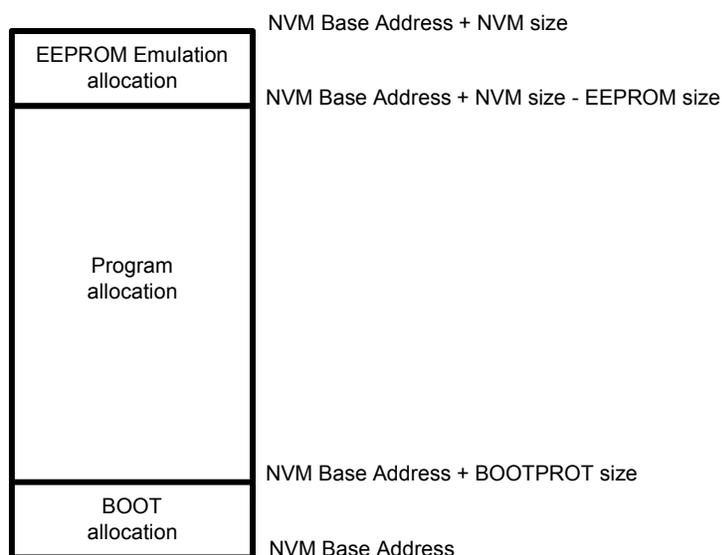 NVM Base Address + NVM size
EEPROM Emulation
allocation
NVM Base Address + NVM size - EEPROM size
Program
allocation
NVM Base Address + BOOTPROT size
BOOT
allocation
NVM Base Address